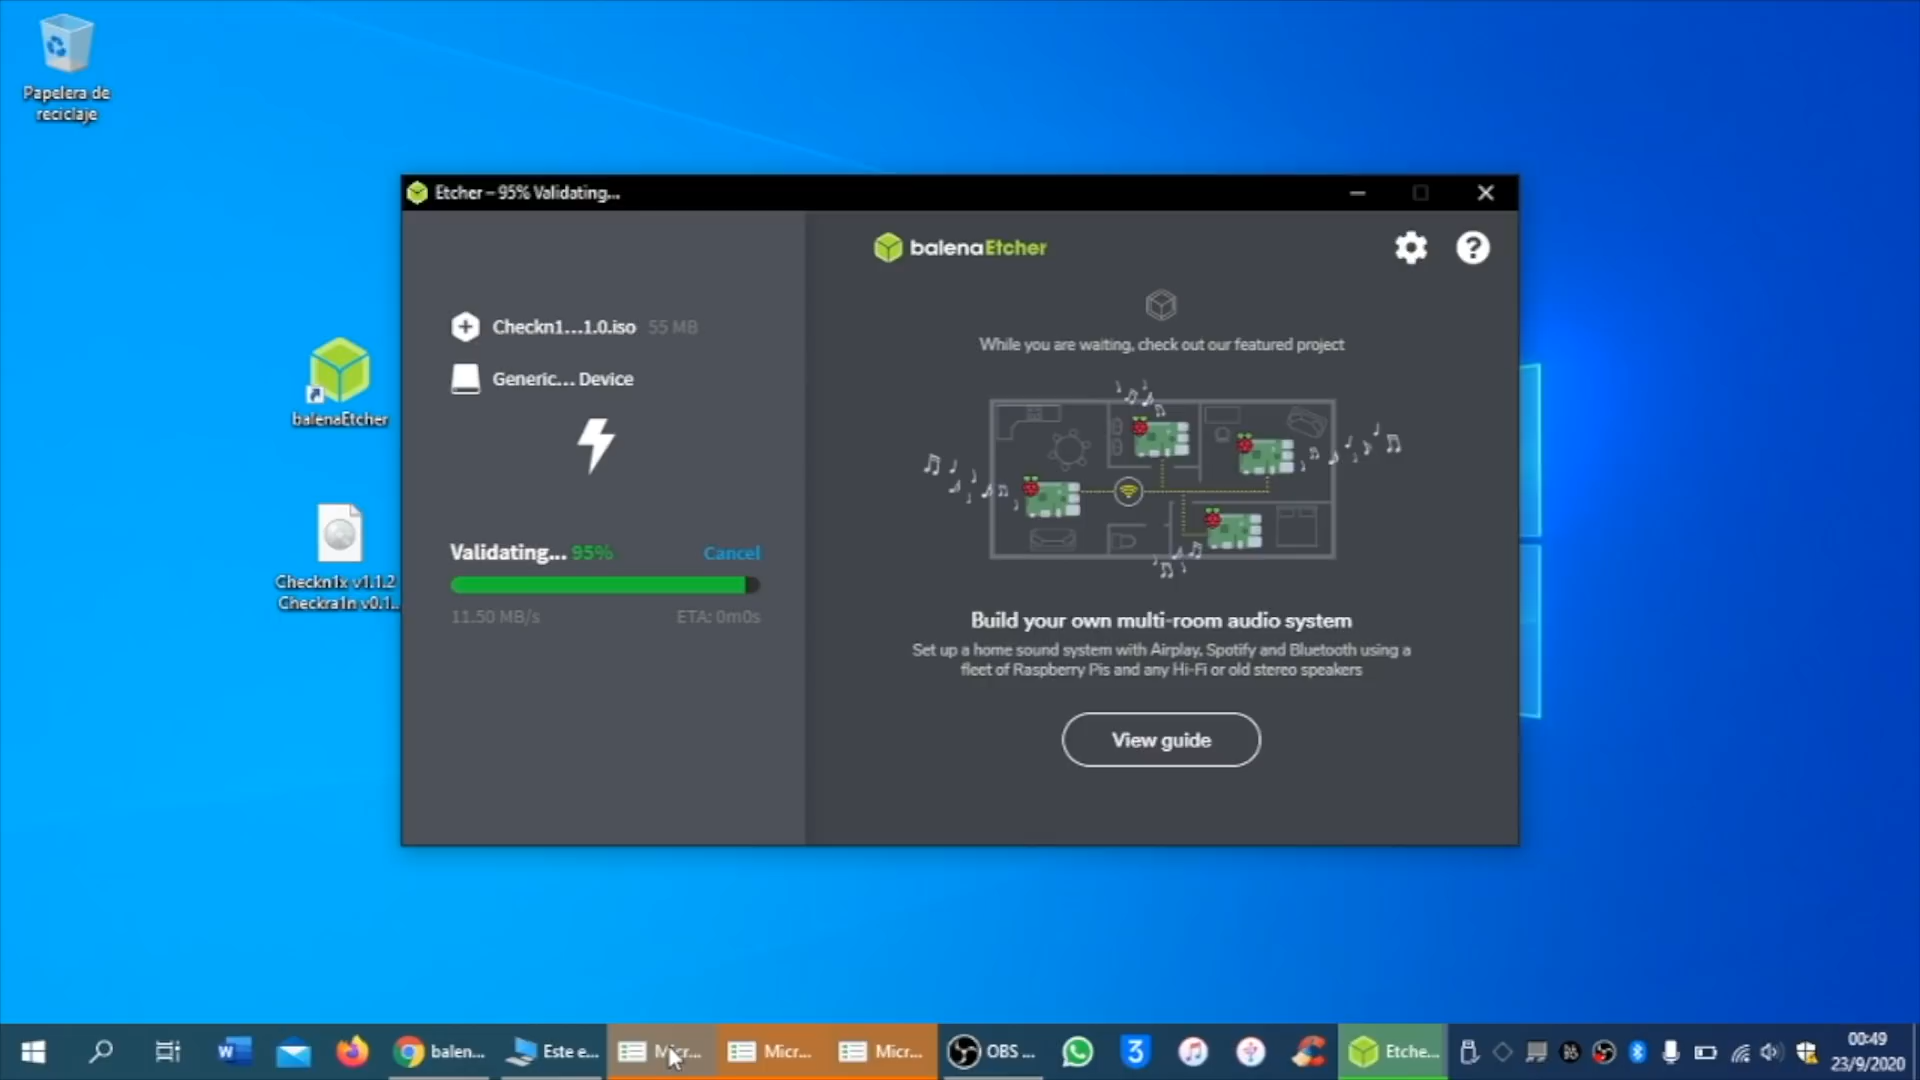 Papelera de
reciclaje
balenaEtcher
Checkn1x v1.1.2
Checkra1n v0.1...
Etcher – 95% Validating...
balenaEtcher
Checkn1...1.0.iso 55 MB
Generic... Device
Validating... 95% Cancel
11.50 MB/s ETA: 0m0s
While you are waiting, check out our featured project
Build your own multi-room audio system
Set up a home sound system with Airplay, Spotify and Bluetooth using a
fleet of Raspberry Pis and any Hi-Fi or old stereo speakers
View guide
balen...
Este e...
Micr...
Micr...
Micr...
OBS ...
Etche...
00:49
23/9/2020